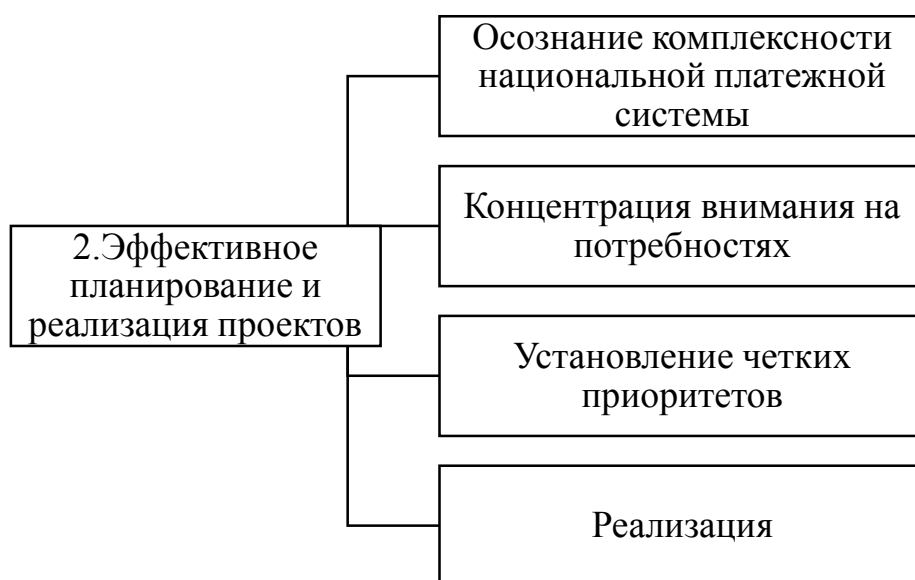 Осознание комплексности
национальной платежной
системы
Концентрация внимания на
потребностях
2.Эффективное
планирование и
реализация проектов
Установление четких
приоритетов
Реализация